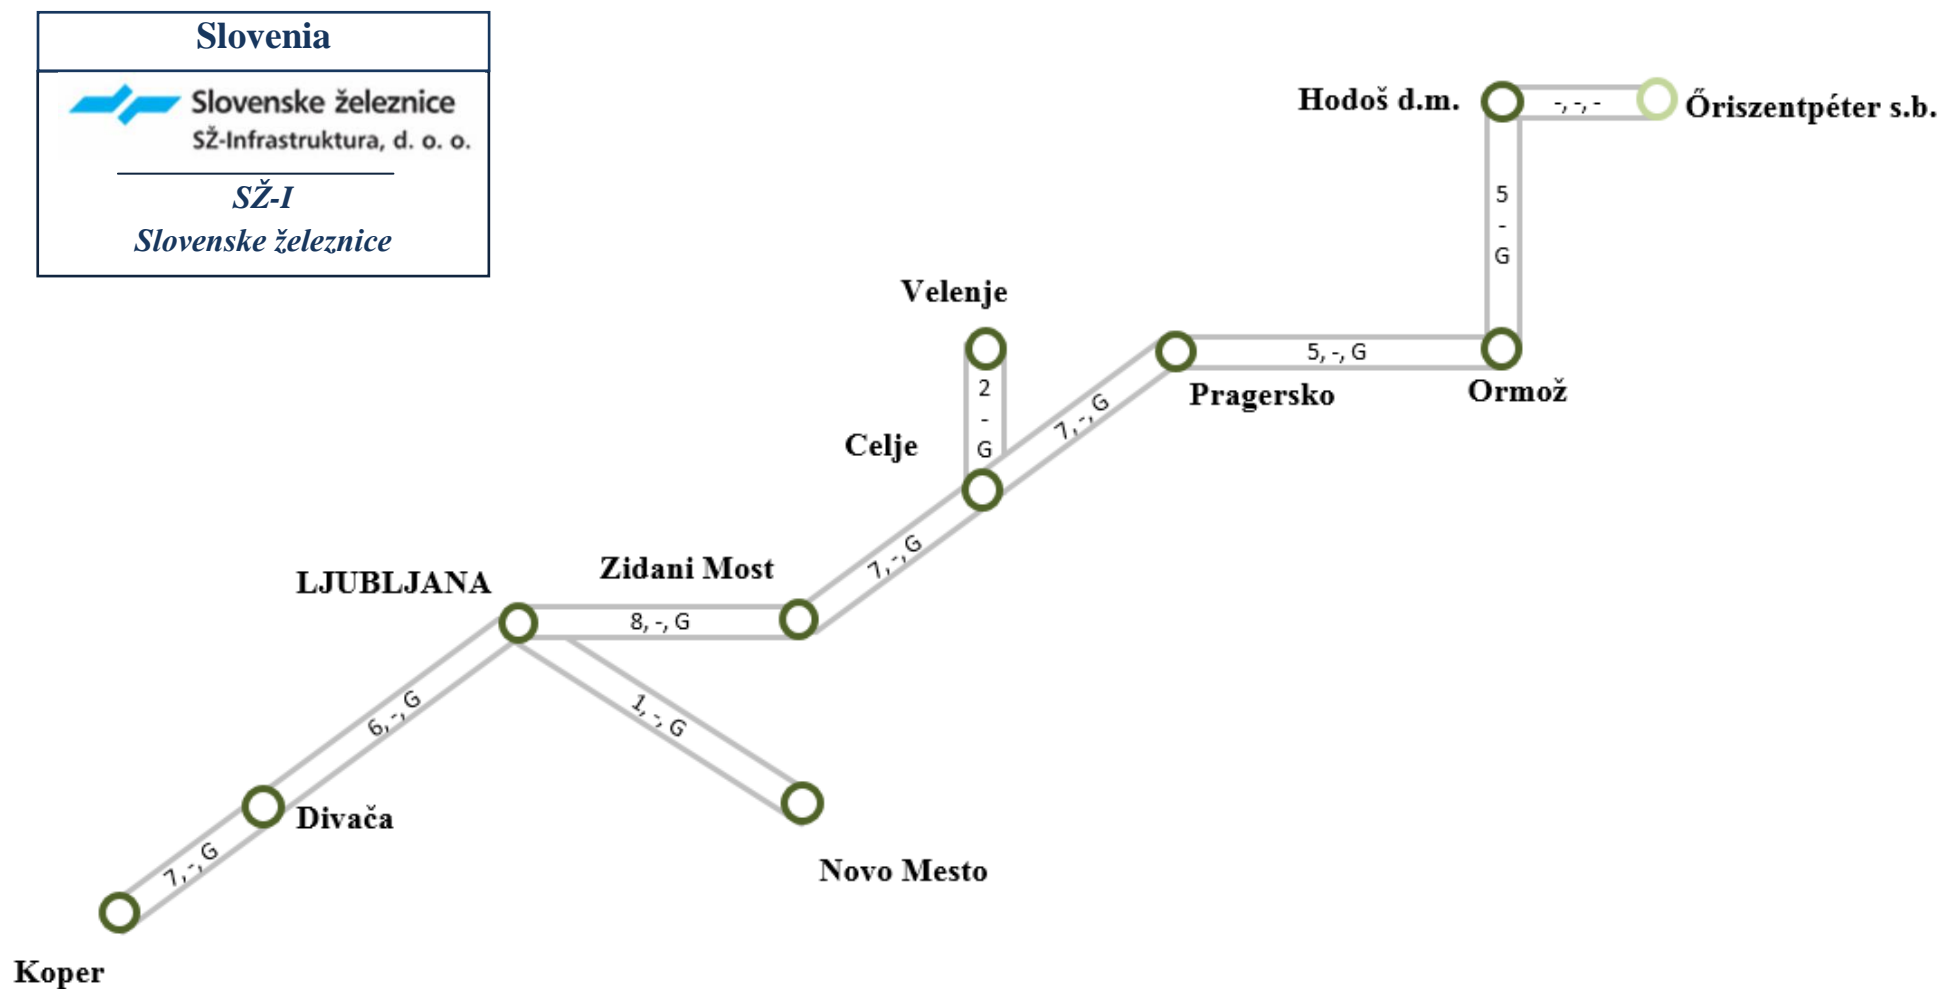 Slovenia
Slovenske železnice
SŽ-Infrastruktura, d. o. o.
SŽ-I
Slovenske železnice
Hodoš d.m.
-, -, -
Őriszentpéter s.b.
5
-
G
Velenje
2
-
G
Celje
7, -, G
Pragersko
5, -, G
Ormož
7, -, G
Zidani Most
LJUBLJANA
8, -, G
6, -, G
1, -, G
Divača
7, -, G
Novo Mesto
Koper